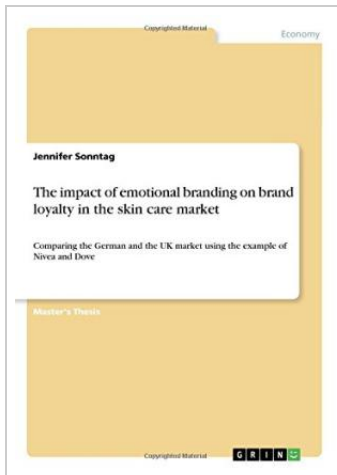 Copyrighted Material
Economy
Jennifer Sonntag
The impact of emotional branding on brand
loyalty in the skin care market
Comparing the German and the UK market using the example of
Nivea and Dove
Master's Thesis
Copyrighted Material
GRIN